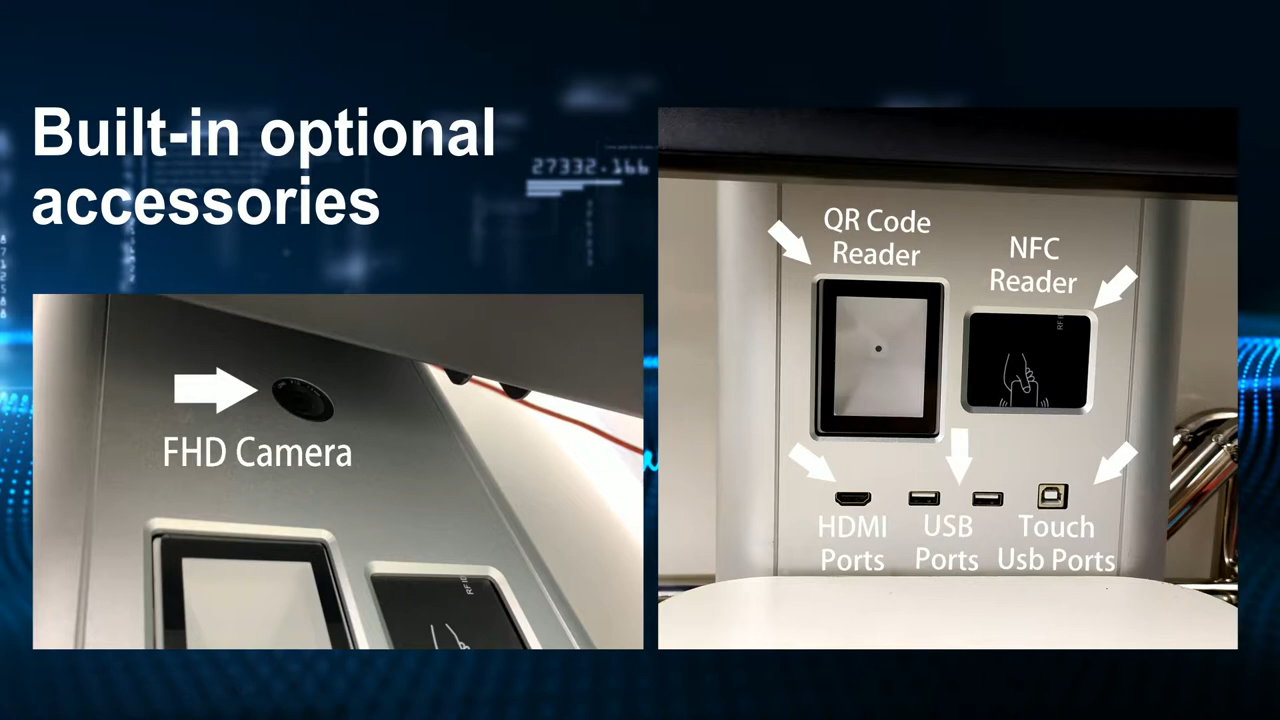 Built-in optional
accessories
27332.166
FHD Camera
RFID
QR Code
Reader
NFC
Reader
HDMI
Ports
USB
Ports
Touch
Usb Ports